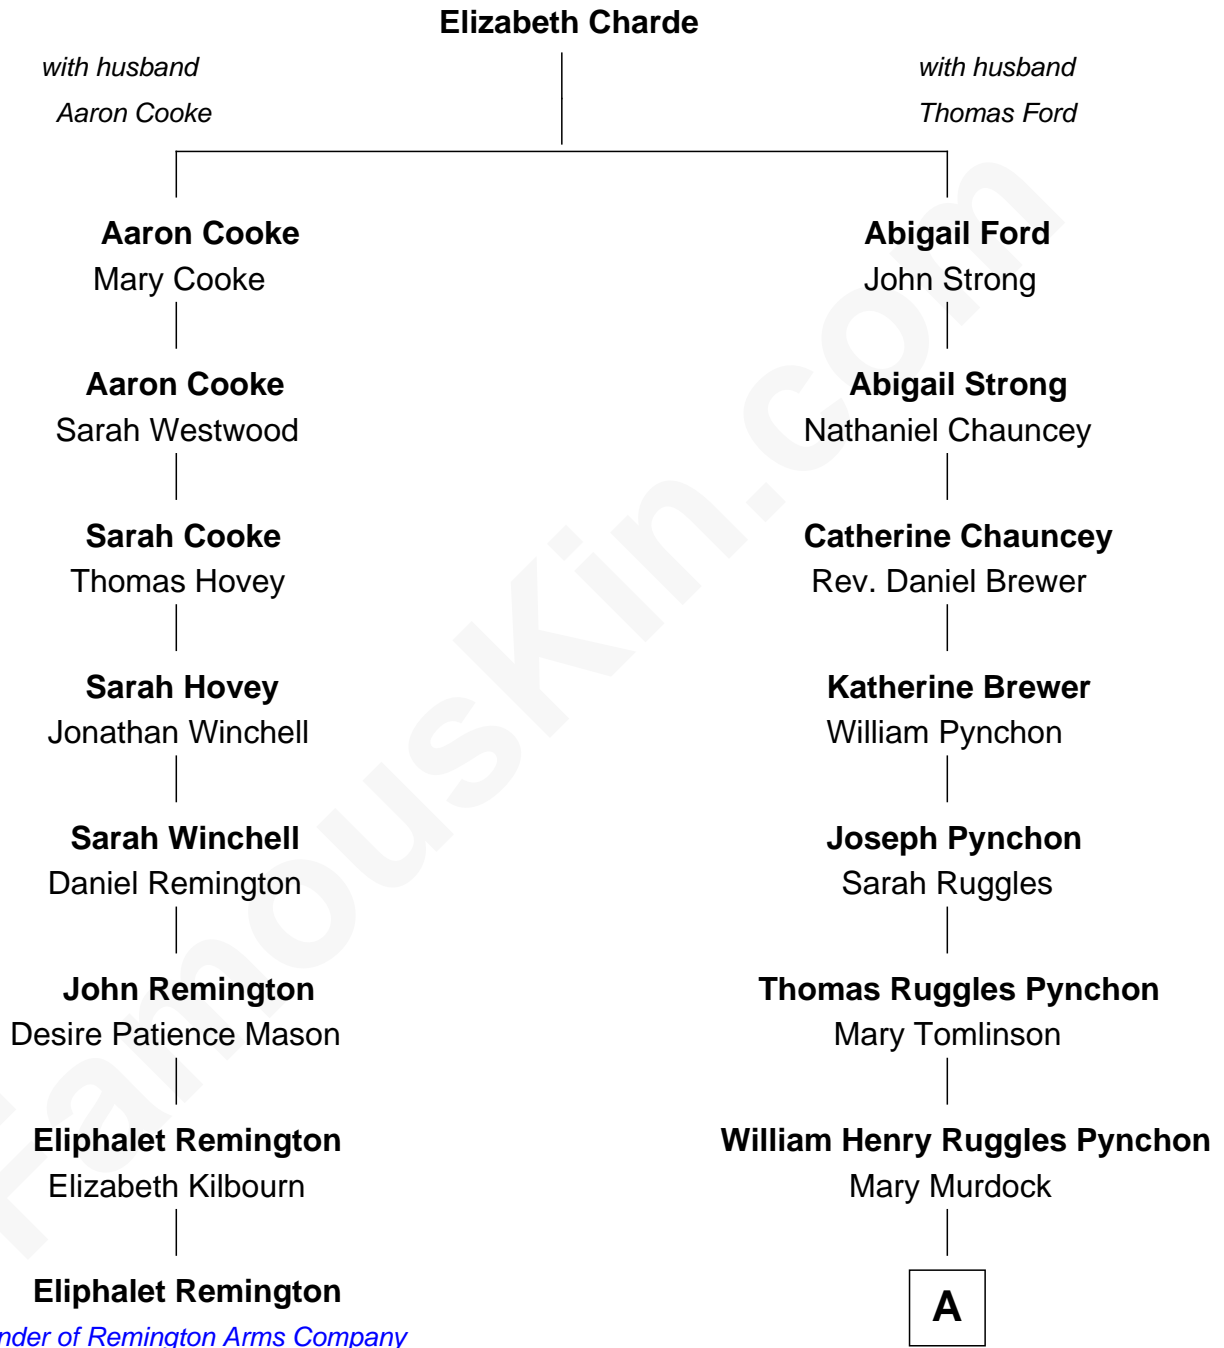 Elizabeth Charde
with husband
Aaron Cooke
with husband
Thomas Ford
Aaron Cooke
Mary Cooke
Abigail Ford
John Strong
Aaron Cooke
Sarah Westwood
Abigail Strong
Nathaniel Chauncey
Sarah Cooke
Thomas Hovey
Catherine Chauncey
Rev. Daniel Brewer
Sarah Hovey
Jonathan Winchell
Katherine Brewer
William Pynchon
Sarah Winchell
Daniel Remington
Joseph Pynchon
Sarah Ruggles
John Remington
Desire Patience Mason
Thomas Ruggles Pynchon
Mary Tomlinson
Eliphalet Remington
Elizabeth Kilbourn
William Henry Ruggles Pynchon
Mary Murdock
Eliphalet Remington
nder of Remington Arms Company
A
FamousKin.com